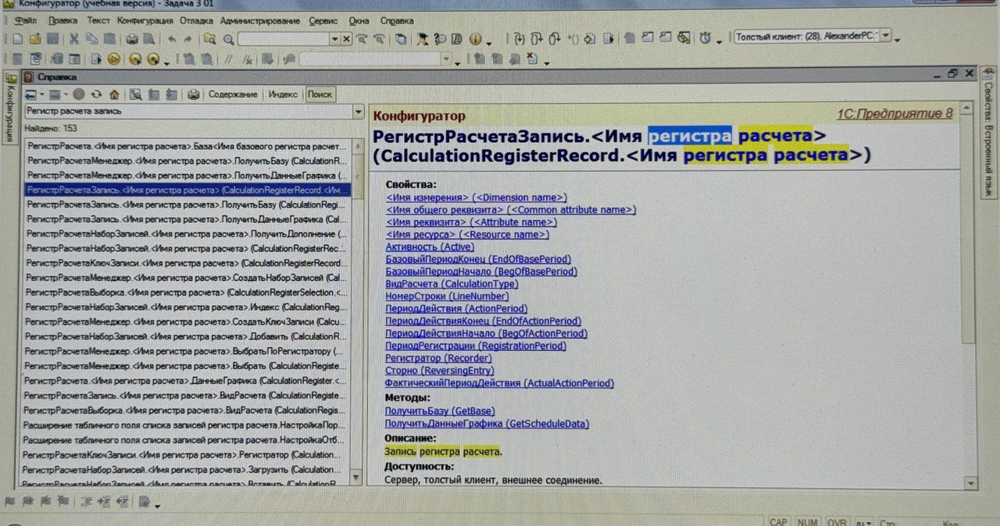 Конфигуратор (учебная версия) - Задача 3 01
Файл Правка Текст Конфигурация Отладка Администрирование Сервис Окна Справка
Толстый клиент: (28), AlexanderPC:
Справка
Конфигурация
Свойства: Встроенный язык
Содержание Индекс Поиск
Регистр расчета запись
Найдено: 153
РегистрРасчета.<Имя регистра расчета>.База<Имя базового регистра расчет...
РегистрРасчетаМенеджер.<Имя регистра расчета>.ПолучитьБазу (CalculationR...
РегистрРасчетаМенеджер.<Имя регистра расчета>.ПолучитьДанныеГрафика (...
РегистрРасчетаЗапись.<Имя регистра расчета> (CalculationRegisterRecord.<Им...
РегистрРасчетаЗапись.<Имя регистра расчета>.ПолучитьБазу (CalculationRegi...
РегистрРасчетаЗапись.<Имя регистра расчета>.ПолучитьДанныеГрафика (Cal...
РегистрРасчетаНаборЗаписей.<Имя регистра расчета>.ПолучитьДополнение (...
РегистрРасчетаНаборЗаписей.<Имя регистра расчета> (CalculationRegisterRec...
РегистрРасчетаКлючЗаписи.<Имя регистра расчета> (CalculationRegisterRecord...
РегистрРасчетаМенеджер.<Имя регистра расчета>.СоздатьНаборЗаписей (Cal...
РегистрРасчетаВыборка.<Имя регистра расчета> (CalculationRegisterSelection.<...
РегистрРасчетаНаборЗаписей.<Имя регистра расчета>.Индекс (CalculationReg...
РегистрРасчетаМенеджер.<Имя регистра расчета>.СоздатьКлючЗаписи (Calcu...
РегистрРасчетаНаборЗаписей.<Имя регистра расчета>.Добавить (CalculationR...
РегистрРасчетаМенеджер.<Имя регистра расчета>.ВыбратьПоРегистратору (...
РегистрРасчетаМенеджер.<Имя регистра расчета>.Выбрать (CalculationRegiste...
РегистрРасчета.<Имя регистра расчета>.ДанныеГрафика (CalculationRegister.<...
РегистрРасчетаЗапись.<Имя регистра расчета>.ВидРасчета (CalculationRegiste...
РегистрРасчетаВыборка.<Имя регистра расчета>.ВидРасчета (CalculationRegis...
Расширение табличного поля списка записей регистра расчета.НастройкаПор...
Расширение табличного поля списка записей регистра расчета.НастройкаОтб...
РегистрРасчетаКлючЗаписи.<Имя регистра расчета>.Регистратор (Calculation...
РегистрРасчетаНаборЗаписей.<Имя регистра расчета>.Загрузить (Calculation...
РегистрРасчетаНаборЗаписей.<Имя регистра расчета>.Вставить (CalculationR...
Конфигуратор
1С:Предприятие 8
РегистрРасчетаЗапись.<Имя регистра расчета>
(CalculationRegisterRecord.<Имя регистра расчета>)
Свойства:
<Имя измерения> (<Dimension name>)
<Имя общего реквизита> (<Common attribute name>)
<Имя реквизита> (<Attribute name>)
<Имя ресурса> (<Resource name>)
Активность (Active)
БазовыйПериодКонец (EndOfBasePeriod)
БазовыйПериодНачало (BegOfBasePeriod)
ВидРасчета (CalculationType)
НомерСтроки (LineNumber)
ПериодДействия (ActionPeriod)
ПериодДействияКонец (EndOfActionPeriod)
ПериодДействияНачало (BegOfActionPeriod)
ПериодРегистрации (RegistrationPeriod)
Регистратор (Recorder)
Сторно (ReversingEntry)
ФактическийПериодДействия (ActualActionPeriod)
Методы:
ПолучитьБазу (GetBase)
ПолучитьДанныеГрафика (GetScheduleData)
Описание:
Запись регистра расчета.
Доступность:
Сервер, толстый клиент, внешнее соединение.
CAP NUM OVR